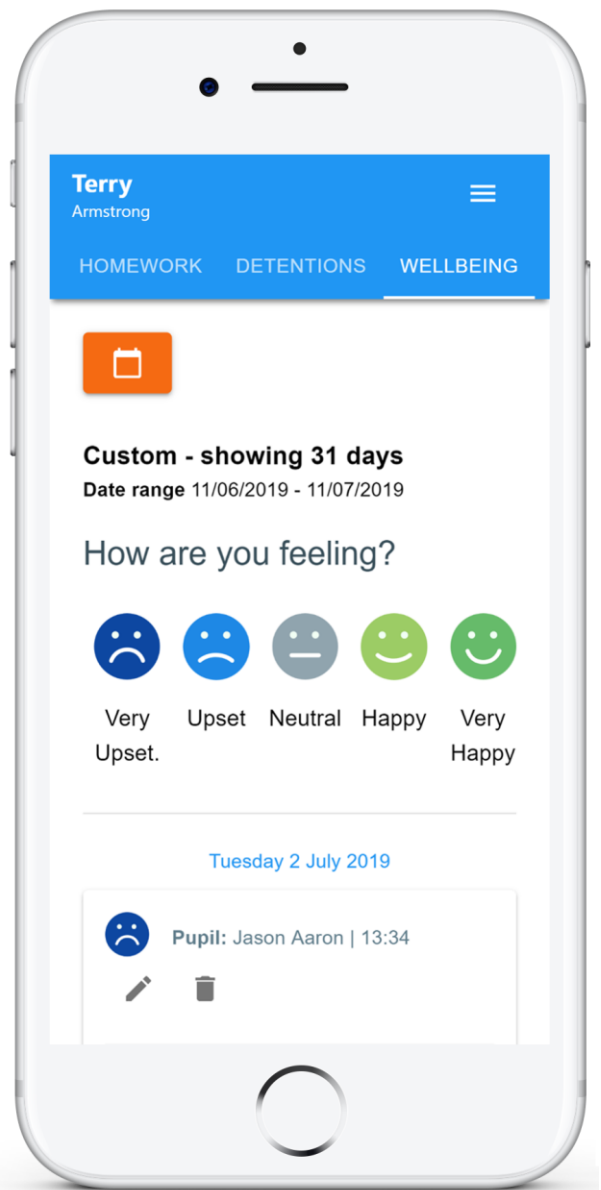 Terry
Armstrong
HOMEWORK DETENTIONS WELLBEING
Custom - showing 31 days
Date range 11/06/2019 - 11/07/2019
How are you feeling?
Very Upset Neutral Happy Very
Upset. Happy
Tuesday 2 July 2019
Pupil: Jason Aaron | 13:34